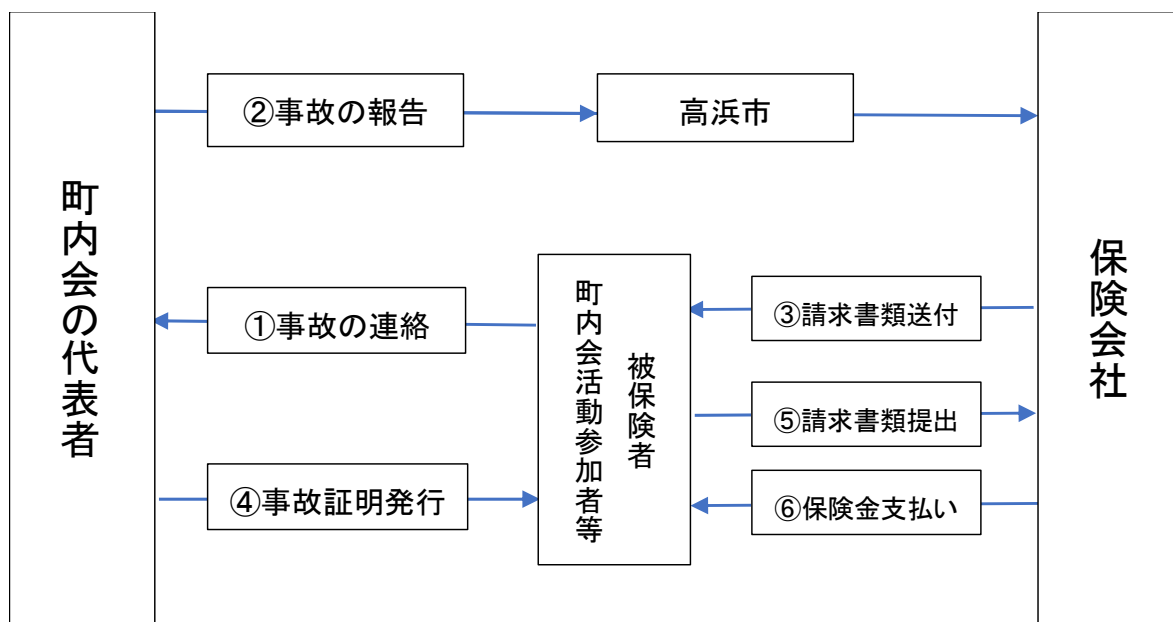 ②事故の報告
高浜市
町内会の代表者
保険会社
①事故の連絡
被保険者
町内会活動参加者等
③請求書類送付
⑤請求書類提出
④事故証明発行
⑥保険金支払い